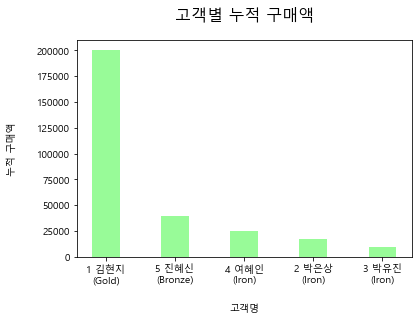 고객별 누적 구매액
누적 구매액
200000
175000
150000
125000
100000
75000
50000
25000
0
1 김현지
(Gold)
5 진혜신
(Bronze)
4 여혜인
(Iron)
2 박은상
(Iron)
3 박유진
(Iron)
고객명